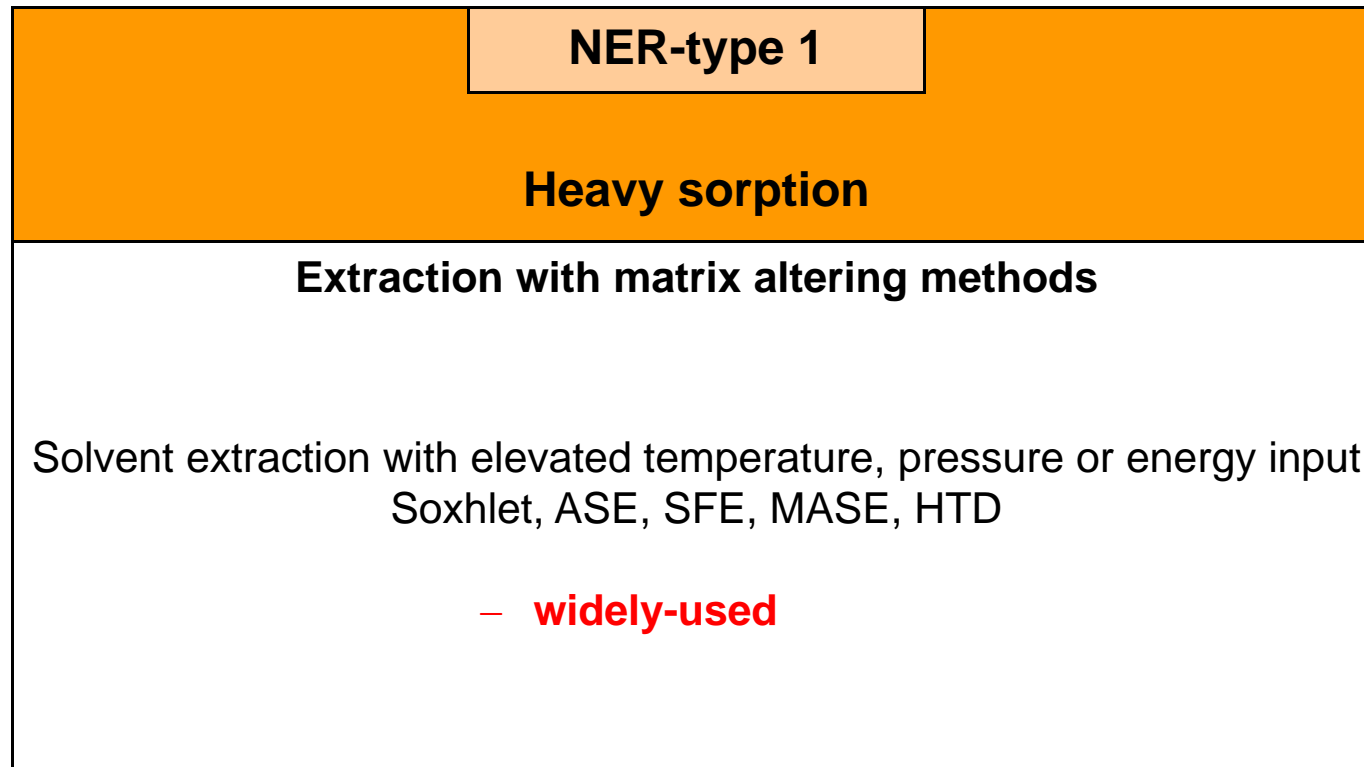 NER-type 1
Heavy sorption
Extraction with matrix altering methods
Solvent extraction with elevated temperature, pressure or energy input
Soxhlet, ASE, SFE, MASE, HTD
– widely-used